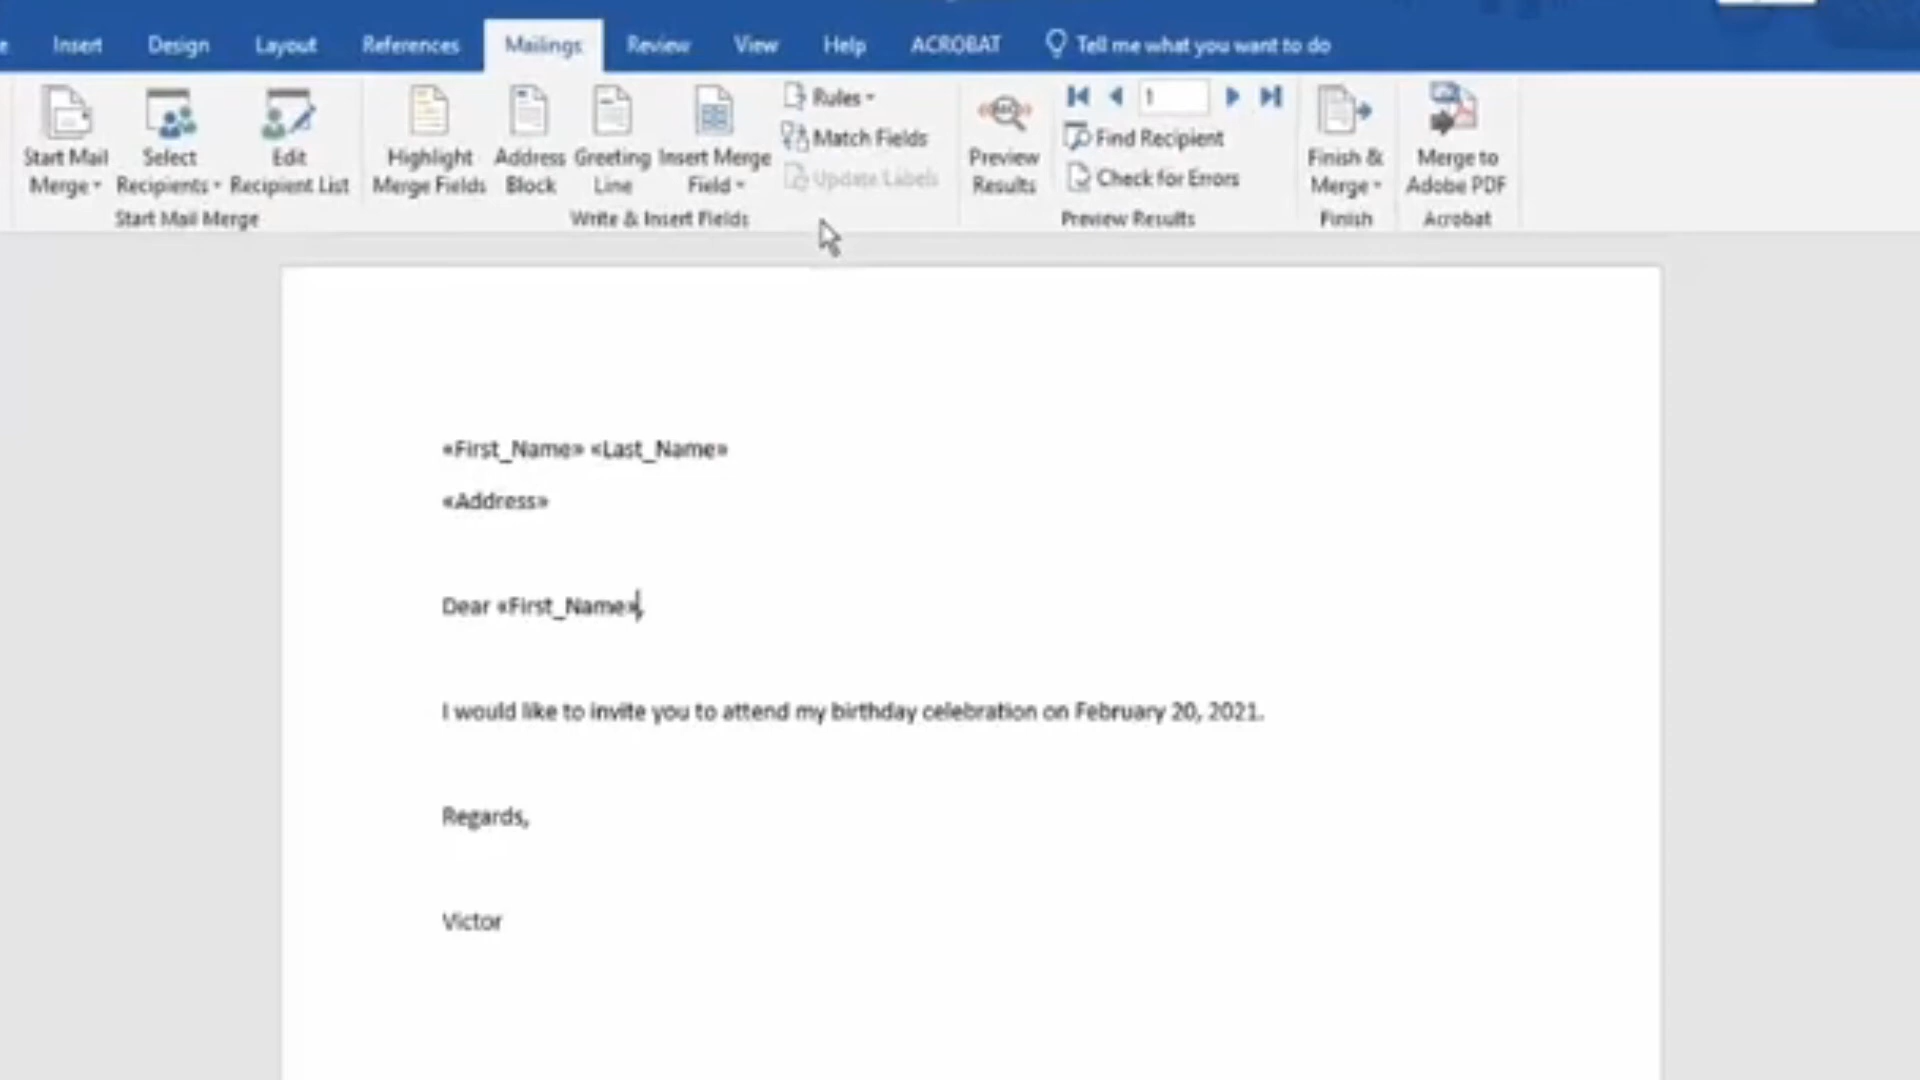 Insert Design Layout References Mailings Review View Help ACROBAT Tell me what you want to do
Start Mail Merge
Select Recipients
Edit Recipient List
Start Mail Merge
Highlight Merge Fields
Address Block
Greeting Line
Insert Merge Field
Rules
Match Fields
Update Labels
Write & Insert Fields
Preview Results
1
Find Recipient
Check for Errors
Preview Results
Finish & Merge
Finish
Merge to Adobe PDF
Acrobat
«First_Name» «Last_Name»
«Address»
Dear «First_Name»,
I would like to invite you to attend my birthday celebration on February 20, 2021.
Regards,
Victor